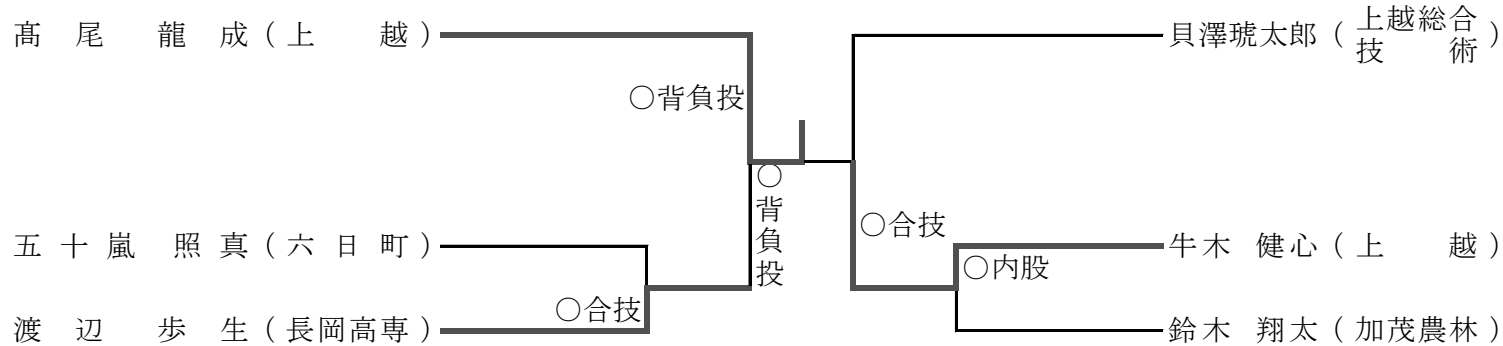 髙尾 龍成(上越)
貝澤琥太郎(上越総合技術)
○背負投
○背負投
○合技
五十嵐 照真(六日町)
牛木 健心(上越)
○内股
○合技
渡辺 歩生(長岡高専)
鈴木 翔太(加茂農林)